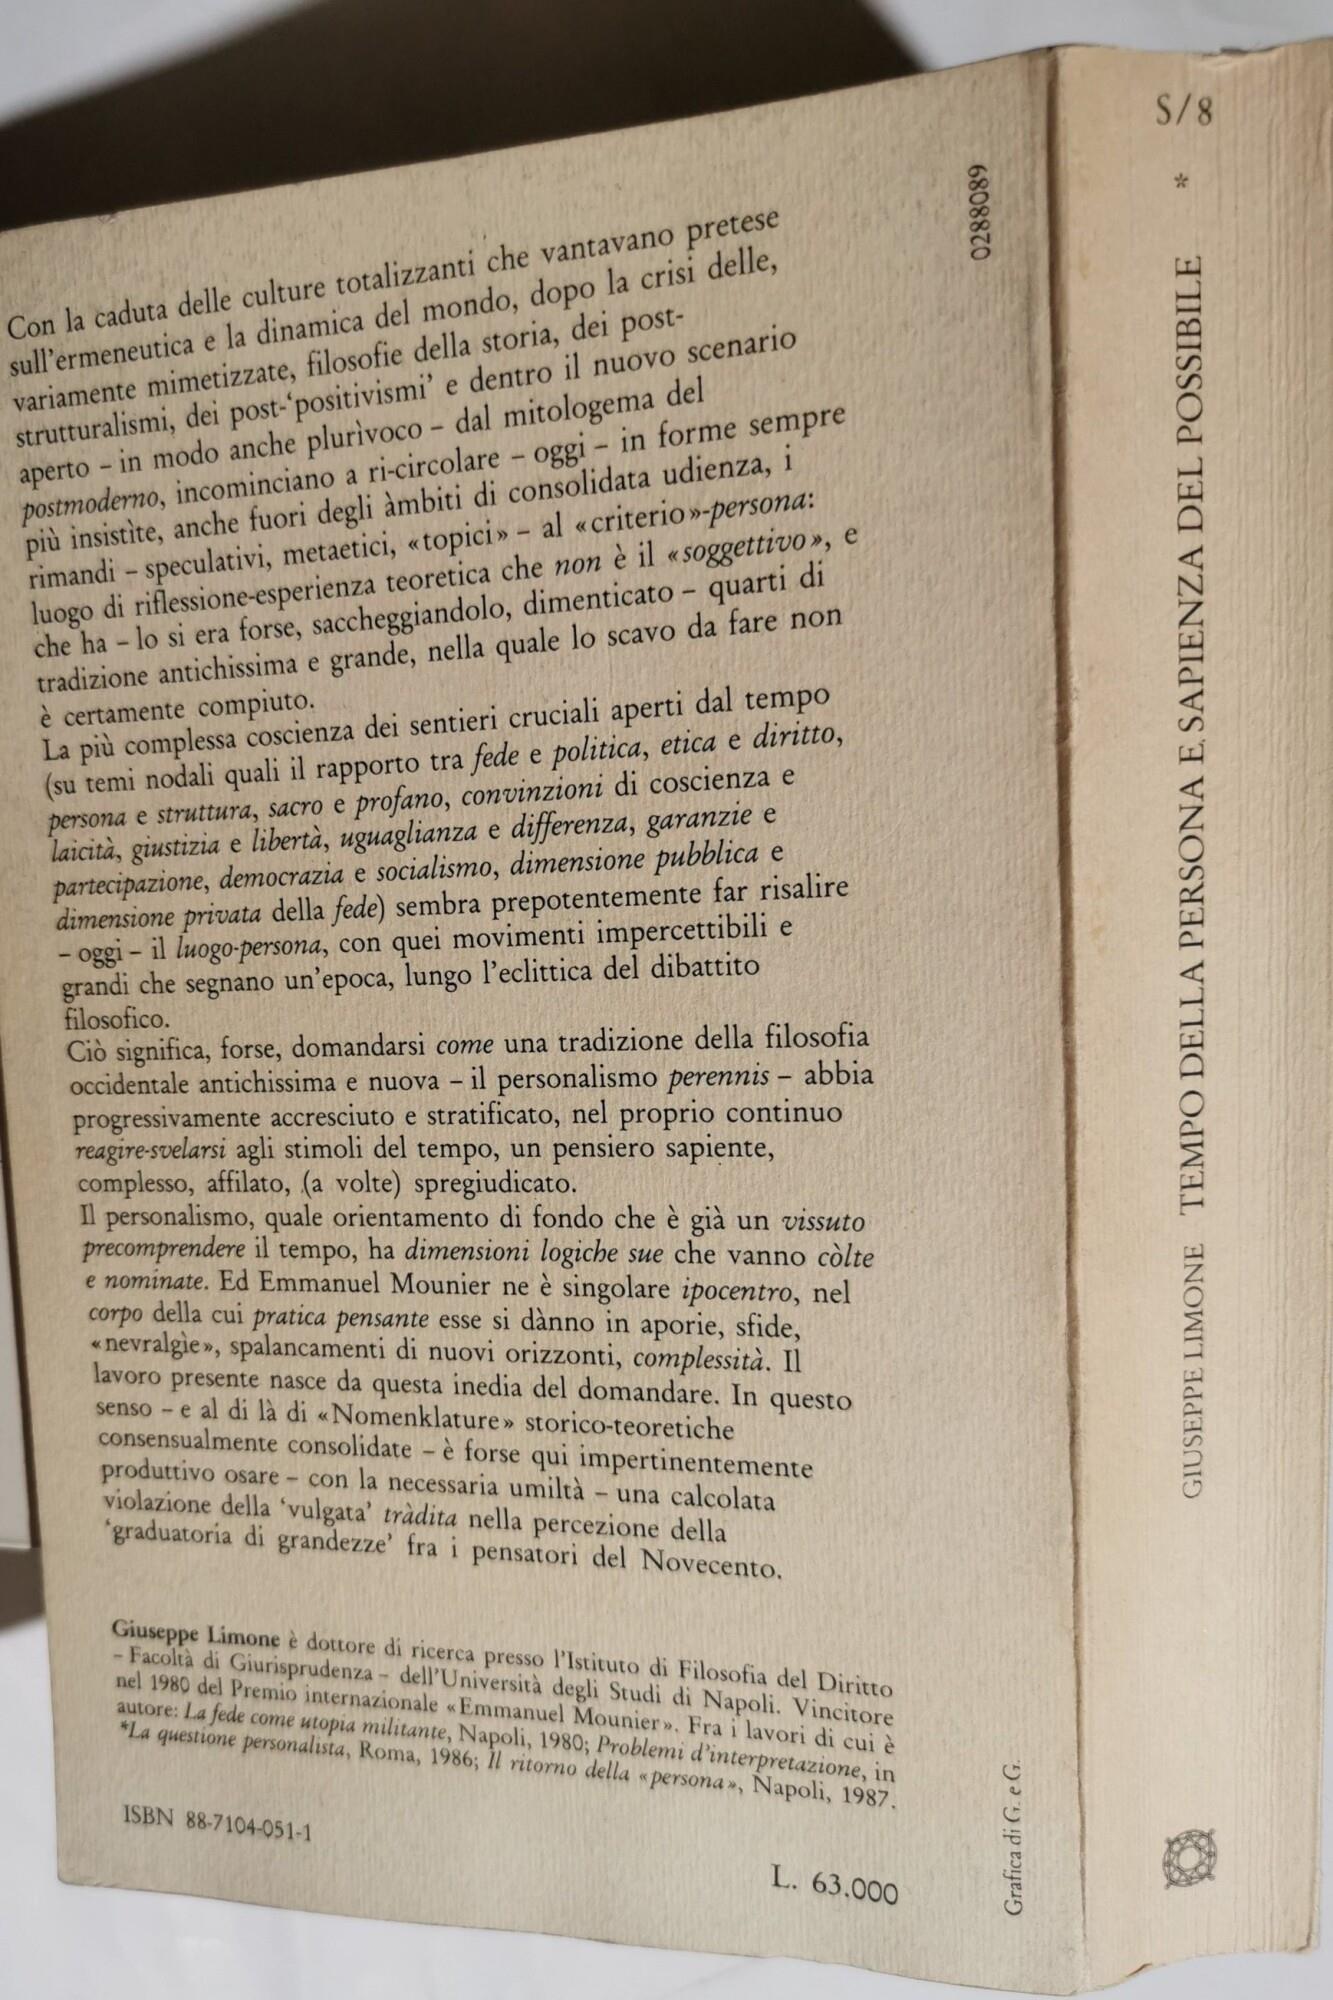 Con la caduta delle culture totalizzanti che vantavano pretese
sull'ermeneutica e la dinamica del mondo, dopo la crisi delle,
variamente mimetizzate, filosofie della storia, dei post-
strutturalismi, dei post-‘positivismi’ e dentro il nuovo scenario
aperto – in modo anche plurìvoco – dal mitologema del
postmoderno, incominciano a ri-circolare – oggi – in forme sempre
più insistìte, anche fuori degli àmbiti di consolidata udienza, i
rimandi – speculativi, metaetici, «topici» – al «criterio»-persona:
luogo di riflessione-esperienza teoretica che non è il «soggettivo», e
che ha – lo si era forse, saccheggiandolo, dimenticato – quarti di
tradizione antichissima e grande, nella quale lo scavo da fare non
è certamente compiuto.
La più complessa coscienza dei sentieri cruciali aperti dal tempo
(su temi nodali quali il rapporto tra fede e politica, etica e diritto,
persona e struttura, sacro e profano, convinzioni di coscienza e
laicità, giustizia e libertà, uguaglianza e differenza, garanzie e
partecipazione, democrazia e socialismo, dimensione pubblica e
dimensione privata della fede) sembra prepotentemente far risalire
– oggi – il luogo-persona, con quei movimenti impercettibili e
grandi che segnano un'epoca, lungo l'eclittica del dibattito
filosofico.
Ciò significa, forse, domandarsi come una tradizione della filosofia
occidentale antichissima e nuova – il personalismo perennis – abbia
progressivamente accresciuto e stratificato, nel proprio continuo
reagire-svelarsi agli stimoli del tempo, un pensiero sapiente,
complesso, affilato, (a volte) spregiudicato.
Il personalismo, quale orientamento di fondo che è già un vissuto
precomprendere il tempo, ha dimensioni logiche sue che vanno còlte
e nominate. Ed Emmanuel Mounier ne è singolare ipocentro, nel
corpo della cui pratica pensante esse si dànno in aporie, sfide,
«nevralgìe», spalancamenti di nuovi orizzonti, complessità. Il
lavoro presente nasce da questa inedia del domandare. In questo
senso – e al di là di «Nomenklature» storico-teoretiche
consensualmente consolidate – è forse qui impertinentemente
produttivo osare – con la necessaria umiltà – una calcolata
violazione della ‘vulgata’ tràdita nella percezione della
‘graduatoria di grandezze’ fra i pensatori del Novecento.
Giuseppe Limone è dottore di ricerca presso l'Istituto di Filosofia del Diritto
– Facoltà di Giurisprudenza – dell'Università degli Studi di Napoli. Vincitore
nel 1980 del Premio internazionale «Emmanuel Mounier». Fra i lavori di cui è
autore: La fede come utopia militante, Napoli, 1980; Problemi d'interpretazione, in
*La questione personalista, Roma, 1986; Il ritorno della «persona», Napoli, 1987.
ISBN 88-7104-051-1
L. 63.000
0288089
Grafica di G. e G.
S/8
GIUSEPPE LIMONE TEMPO DELLA PERSONA E SAPIENZA DEL POSSIBILE *